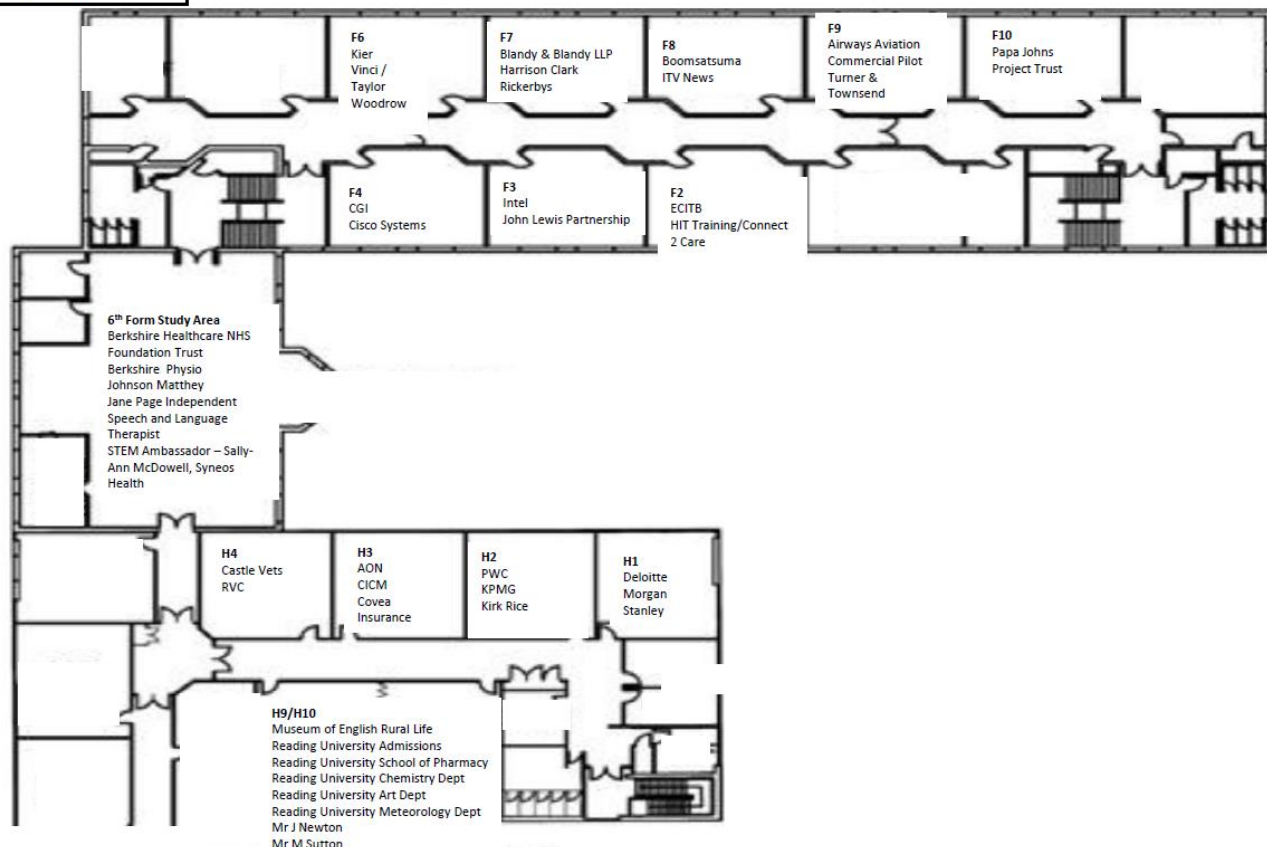 F6
Kier
Vinci /
Taylor
Woodrow
F7
Blandy & Blandy LLP
Harrison Clark
Rickerbys
F8
Boomsatsuma
ITV News
F9
Airways Aviation
Commercial Pilot
Turner &
Townsend
F10
Papa Johns
Project Trust
F4
CGI
Cisco Systems
F3
Intel
John Lewis Partnership
F2
ECITB
HIT Training/Connect
2 Care
6th Form Study Area
Berkshire Healthcare NHS
Foundation Trust
Berkshire Physio
Johnson Matthey
Jane Page Independent
Speech and Language
Therapist
STEM Ambassador – Sally-
Ann McDowell, Syneos
Health
H4
Castle Vets
RVC
H3
AON
CICM
Covea
Insurance
H2
PWC
KPMG
Kirk Rice
H1
Deloitte
Morgan
Stanley
H9/H10
Museum of English Rural Life
Reading University Admissions
Reading University School of Pharmacy
Reading University Chemistry Dept
Reading University Art Dept
Reading University Meteorology Dept
Mr J Newton
Mr M Sutton